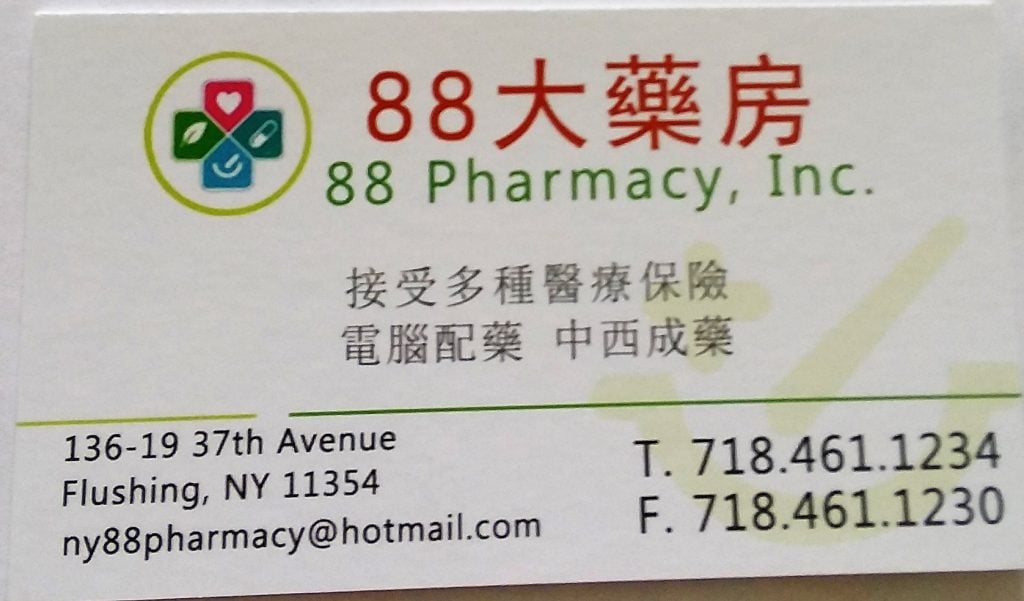 88大藥房
88 Pharmacy, Inc.
接受多種醫療保險
電腦配藥 中西成藥
136-19 37th Avenue
Flushing, NY 11354
ny88pharmacy@hotmail.com
T. 718.461.1234
F. 718.461.1230